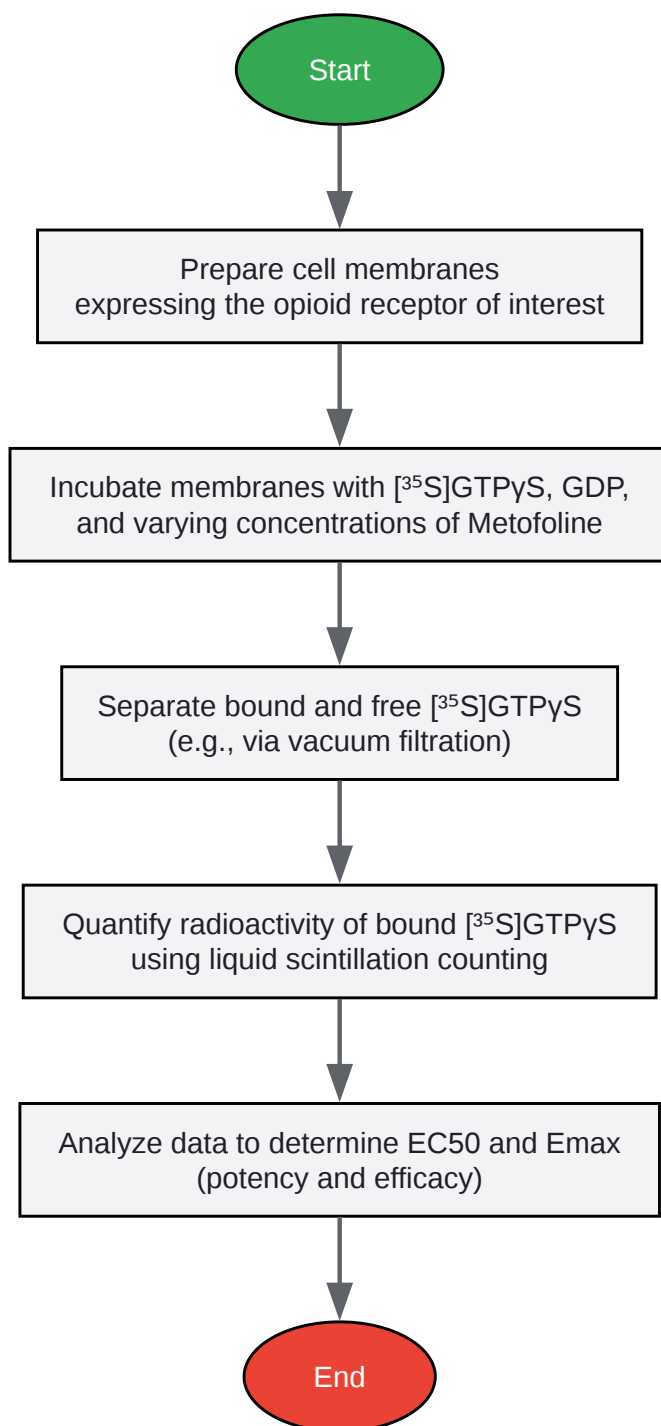 Start
Prepare cell membranes
expressing the opioid receptor of interest
Incubate membranes with [³⁵S]GTPγS, GDP,
and varying concentrations of Metofoline
Separate bound and free [³⁵S]GTPγS
(e.g., via vacuum filtration)
Quantify radioactivity of bound [³⁵S]GTPγS
using liquid scintillation counting
Analyze data to determine EC50 and Emax
(potency and efficacy)
End